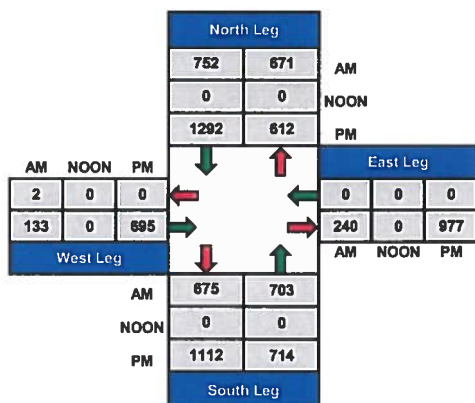 North Leg
752 671 AM
0 0 NOON
1292 612 PM
AM NOON PM East Leg
2 0 0 0 0 0
133 0 695 240 0 977
West Leg AM NOON PM
AM 675 703
NOON 0 0
PM 1112 714
South Leg